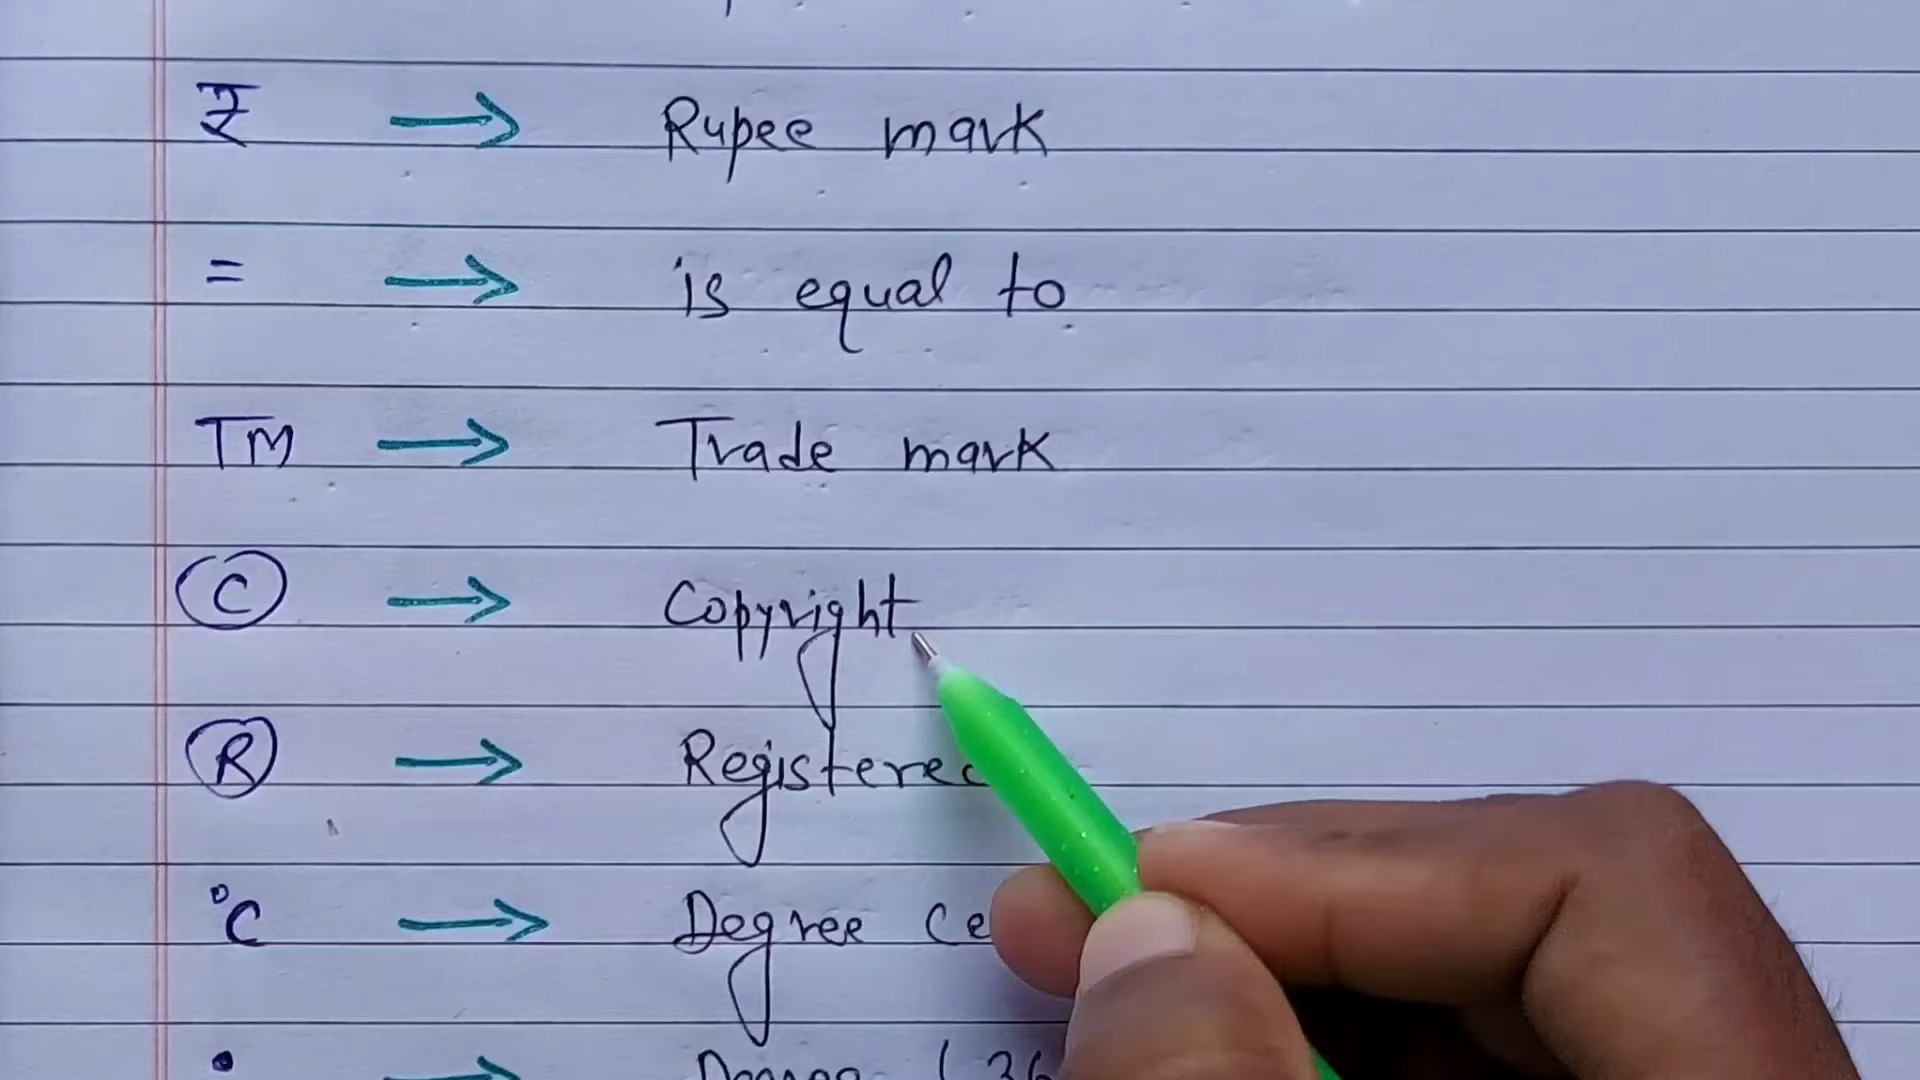 ₹ → Rupee mark
= → is equal to
TM → Trade mark
© → Copyright
® → Registered
°C → Degree